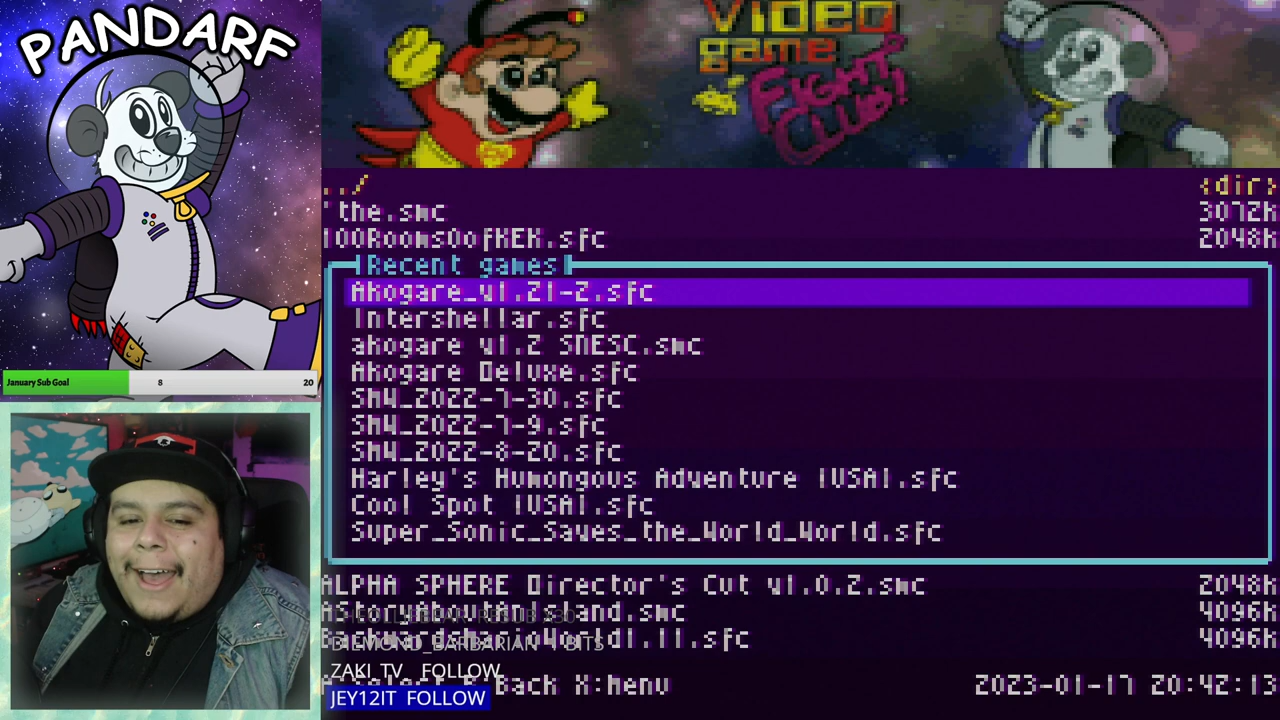 PANDARF
Video
game
FIGHT
CLUB!
../ <dir>
'the.smc 3072k
100RoomsOofKEK.sfc 2048k
Recent games
Akogare_v1.21-2.sfc
Intershellar.sfc
akogare v1.2 SNESC.smc
Akogare Deluxe.sfc
SMW_2022-7-30.sfc
SMW_2022-7-9.sfc
SMW_2022-8-20.sfc
Harley's Humongous Adventure (USA).sfc
Cool Spot (USA).sfc
Super_Sonic_Saves_the_World_World.sfc
January Sub Goal 8 20
ALPHA SPHERE Director's Cut v1.0.2.smc 2048k
4096k
4096k
DIEMOND_BARBARIAN 4 BITS
ZAKI_TV_ FOLLOW
Back X:Menu 2023-01-17 20:42:13
JEY12IT FOLLOW